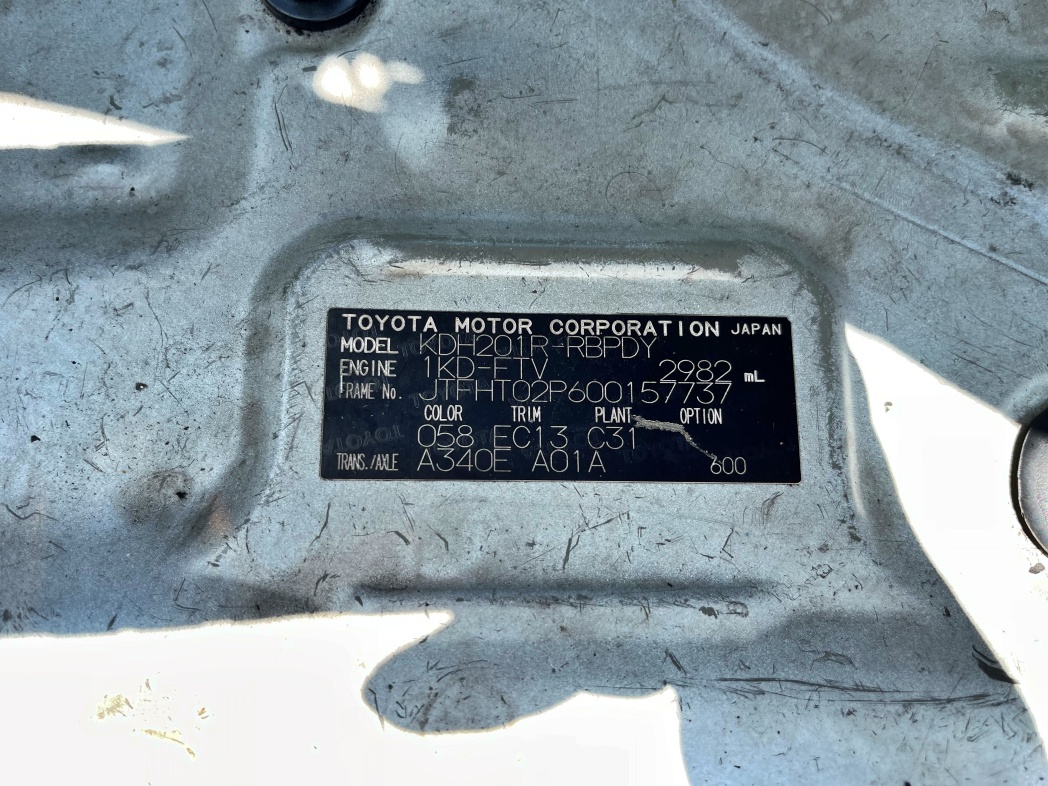 TOYOTA MOTOR CORPORATION JAPAN
MODEL KDH201R-RBPDY
ENGINE 1KD-FTV 2982 mL
FRAME No. JTFHT02P600157737
COLOR TRIM PLANT OPTION
058 EC13 C31
TRANS./AXLE A340E A01A 600